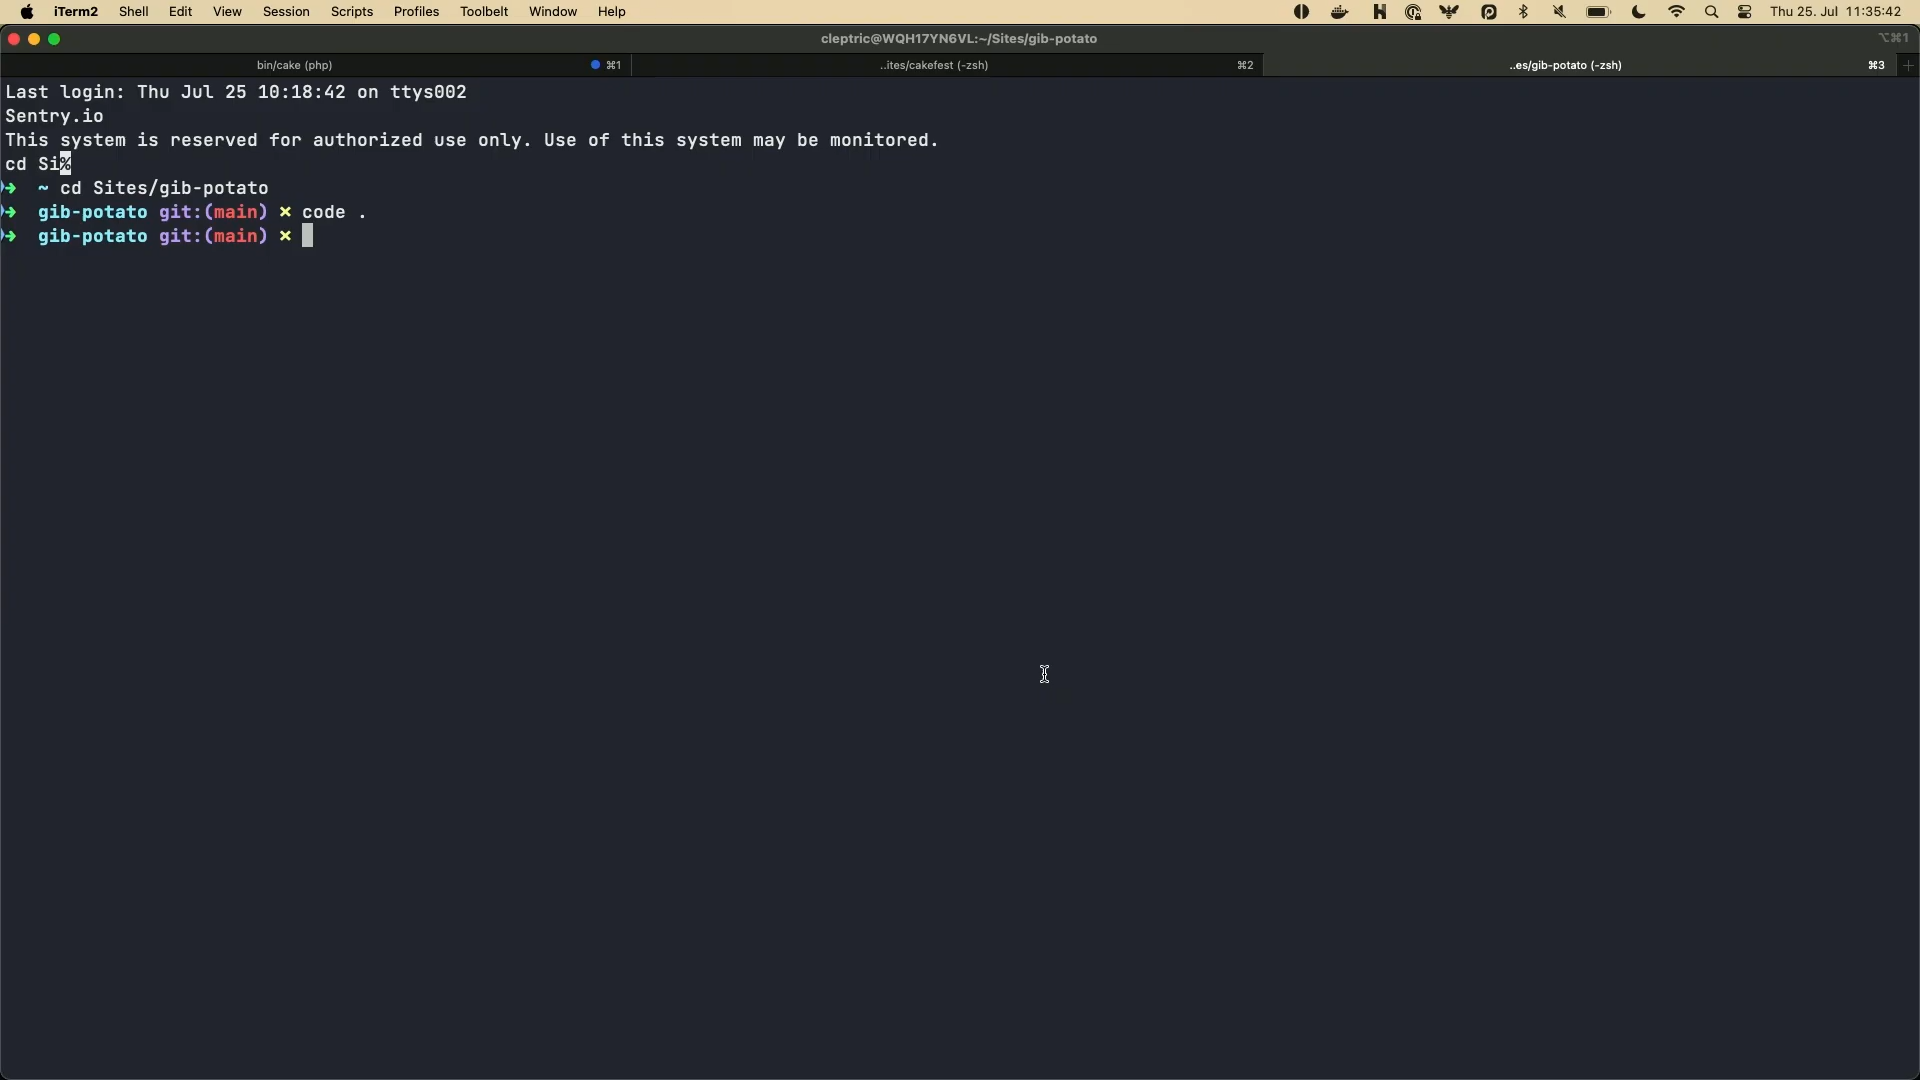 iTerm2 Shell Edit View Session Scripts Profiles Toolbelt Window Help Thu 25. Jul 11:35:42
cleptric@WQH17YN6VL:~/Sites/gib-potato ⌥⌘1
bin/cake (php) ⌘1 ..ites/cakefest (-zsh) ⌘2 ..es/gib-potato (-zsh) ⌘3
Last login: Thu Jul 25 10:18:42 on ttys002
Sentry.io
This system is reserved for authorized use only. Use of this system may be monitored.
cd Si%
➜ ~ cd Sites/gib-potato
➜ gib-potato git:(main) ✗ code .
➜ gib-potato git:(main) ✗